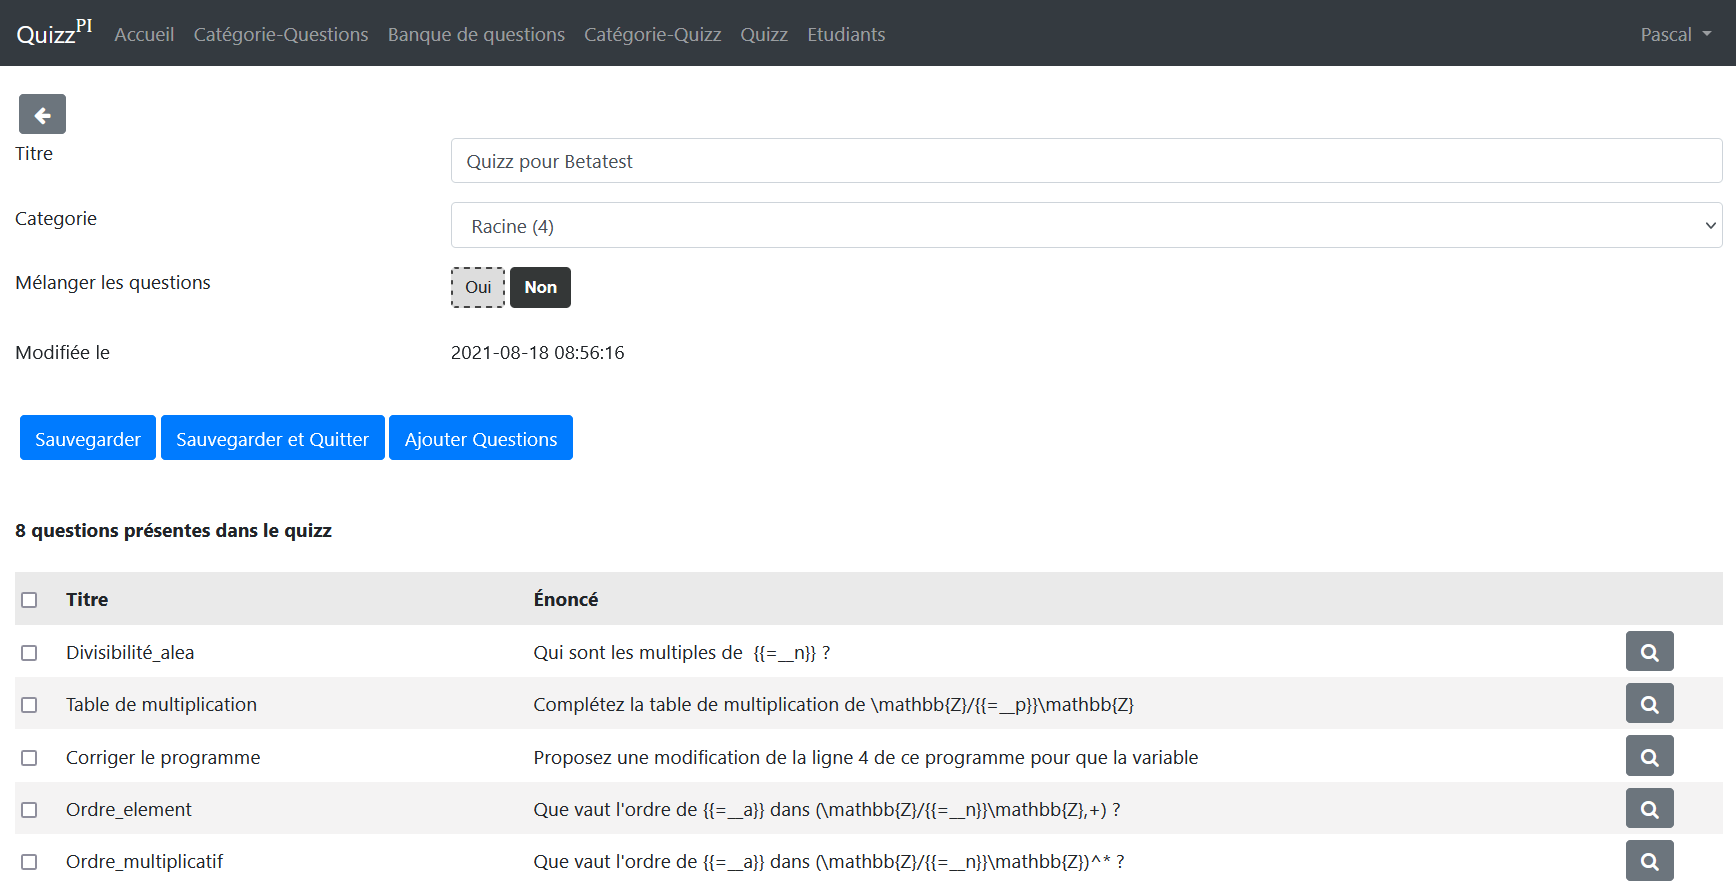 QuizzPI Accueil Catégorie-Questions Banque de questions Catégorie-Quizz Quizz Etudiants Pascal
Titre Quizz pour Betatest
Categorie Racine (4)
Mélanger les questions Oui Non
Modifiée le 2021-08-18 08:56:16
Sauvegarder Sauvegarder et Quitter Ajouter Questions
8 questions présentes dans le quizz
Titre Énoncé
Divisibilité_alea Qui sont les multiples de {{=__n}} ?
Table de multiplication Complétez la table de multiplication de \mathbb{Z}/{{=__p}}\mathbb{Z}
Corriger le programme Proposez une modification de la ligne 4 de ce programme pour que la variable
Ordre_element Que vaut l'ordre de {{=__a}} dans (\mathbb{Z}/{{=__n}}\mathbb{Z},+) ?
Ordre_multiplicatif Que vaut l'ordre de {{=__a}} dans (\mathbb{Z}/{{=__n}}\mathbb{Z})^* ?